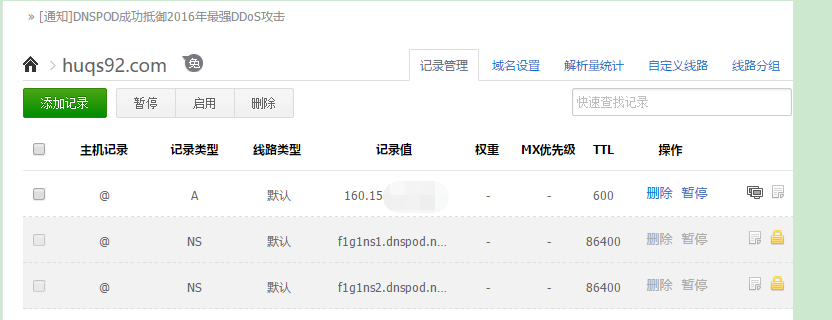 » [通知]DNSPOD成功抵御2016年最强DDoS攻击
huqs92.com 免
记录管理 域名设置 解析量统计 自定义线路 线路分组
添加记录 暂停 启用 删除 快速查找记录
主机记录 记录类型 线路类型 记录值 权重 MX优先级 TTL 操作
@ A 默认 160.15 - - 600 删除 暂停
@ NS 默认 f1g1ns1.dnspod.n... - - 86400 删除 暂停
@ NS 默认 f1g1ns2.dnspod.n... - - 86400 删除 暂停